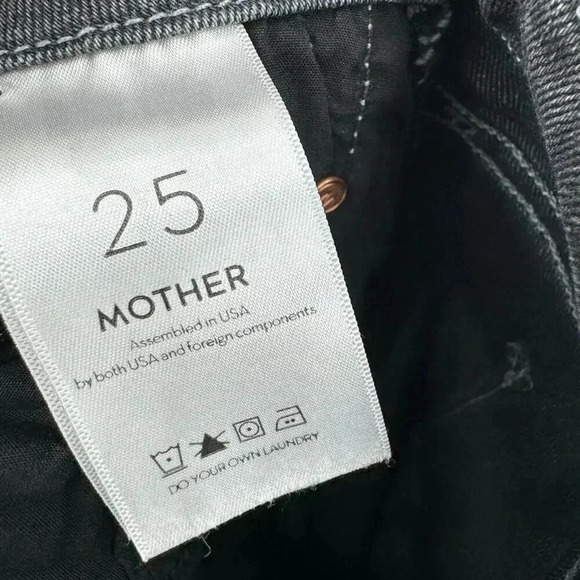 25
MOTHER
Assembled in USA
by both USA and foreign components
DO YOUR OWN LAUNDRY